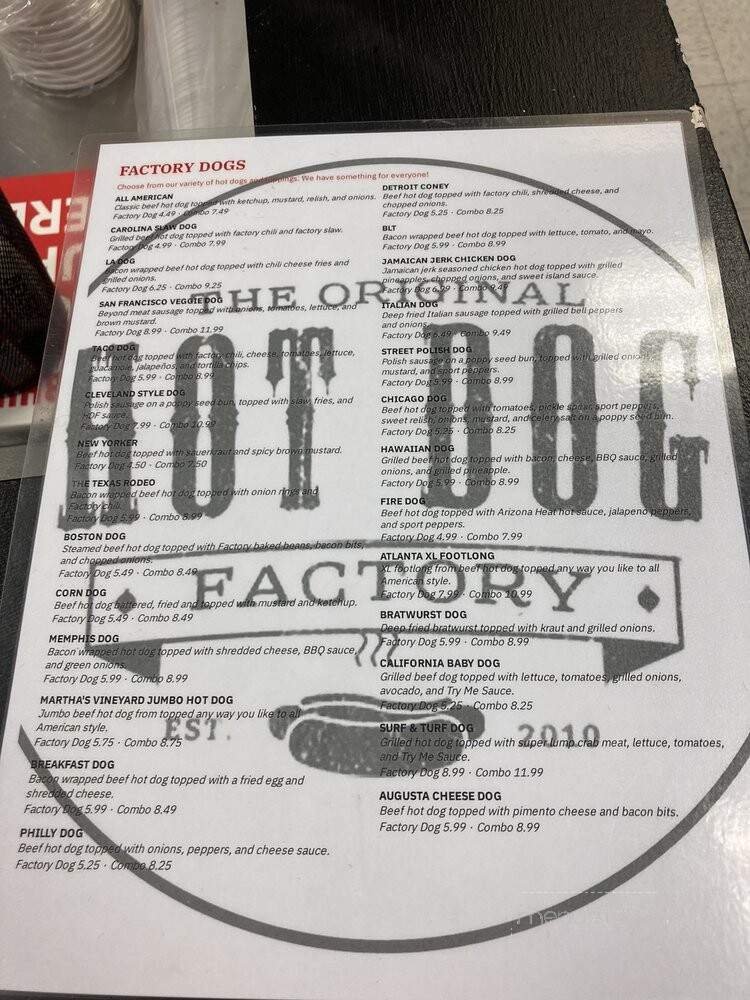 FACTORY DOGS
Choose from our variety of hot dogs and toppings. We have something for everyone!
ALL AMERICAN
Classic beef hot dog topped with ketchup, mustard, relish, and onions.
Factory Dog 4.49 · Combo 7.49
CAROLINA SLAW DOG
Grilled beef hot dog topped with factory chili and factory slaw.
Factory Dog 4.99 · Combo 7.99
LA DOG
Bacon wrapped beef hot dog topped with chili cheese fries and
grilled onions.
Factory Dog 6.25 · Combo 9.25
SAN FRANCISCO VEGGIE DOG
Beyond meat sausage topped with onions, tomatoes, lettuce, and
brown mustard.
Factory Dog 8.99 · Combo 11.99
TACO DOG
Beef hot dog topped with factory chili, cheese, tomatoes, lettuce,
guacamole, jalapeños, and tortilla chips.
Factory Dog 5.99 · Combo 8.99
CLEVELAND STYLE DOG
Polish sausage on a poppy seed bun, topped with slaw, fries, and
HDF sauce.
Factory Dog 7.99 · Combo 10.99
NEW YORKER
Beef hot dog topped with sauerkraut and spicy brown mustard.
Factory Dog 4.50 · Combo 7.50
THE TEXAS RODEO
Bacon wrapped beef hot dog topped with onion rings and
Factory chili.
Factory Dog 5.99 · Combo 8.99
BOSTON DOG
Steamed beef hot dog topped with Factory baked beans, bacon bits,
and chopped onions.
Factory Dog 5.49 · Combo 8.49
CORN DOG
Beef hot dog battered, fried and topped with mustard and ketchup.
Factory Dog 5.49 · Combo 8.49
MEMPHIS DOG
Bacon wrapped beef hot dog topped with shredded cheese, BBQ sauce,
and green onions.
Factory Dog 5.99 · Combo 8.99
MARTHA'S VINEYARD JUMBO HOT DOG
Jumbo beef hot dog from topped any way you like to all
American style.
Factory Dog 5.75 · Combo 8.75
BREAKFAST DOG
Bacon wrapped beef hot dog topped with a fried egg and
shredded cheese.
Factory Dog 5.99 · Combo 8.49
PHILLY DOG
Beef hot dog topped with onions, peppers, and cheese sauce.
Factory Dog 5.25 · Combo 8.25
DETROIT CONEY
Beef hot dog topped with factory chili, shredded cheese, and
chopped onions.
Factory Dog 5.25 · Combo 8.25
BLT
Bacon wrapped beef hot dog topped with lettuce, tomato, and mayo.
Factory Dog 5.99 · Combo 8.99
JAMAICAN JERK CHICKEN DOG
Jamaican jerk seasoned chicken hot dog topped with grilled
pineapples, chopped onions, and sweet island sauce.
Factory Dog 6.99 · Combo 9.49
ITALIAN DOG
Deep fried Italian sausage topped with grilled bell peppers
and onions.
Factory Dog 6.49 · Combo 9.49
STREET POLISH DOG
Polish sausage on a poppy seed bun, topped with grilled onions,
mustard, and sport peppers.
Factory Dog 5.99 · Combo 8.99
CHICAGO DOG
Beef hot dog topped with tomatoes, pickle spear, sport peppers,
sweet relish, onions, mustard, and celery salt on a poppy seed bun.
Factory Dog 5.25 · Combo 8.25
HAWAIIAN DOG
Grilled beef hot dog topped with bacon, cheese, BBQ sauce, grilled
onions, and grilled pineapple.
Factory Dog 5.99 · Combo 8.99
FIRE DOG
Beef hot dog topped with Arizona Heat hot sauce, jalapeno peppers,
and sport peppers.
Factory Dog 4.99 · Combo 7.99
ATLANTA XL FOOTLONG
XL footlong from beef hot dog topped any way you like to all
American style.
Factory Dog 7.99 · Combo 10.99
BRATWURST DOG
Deep fried bratwurst topped with kraut and grilled onions.
Factory Dog 5.99 · Combo 8.99
CALIFORNIA BABY DOG
Grilled beef hot dog topped with lettuce, tomatoes, grilled onions,
avocado, and Try Me Sauce.
Factory Dog 5.25 · Combo 8.25
SURF & TURF DOG
Grilled hot dog topped with super lump crab meat, lettuce, tomatoes,
and Try Me Sauce.
Factory Dog 8.99 · Combo 11.99
AUGUSTA CHEESE DOG
Beef hot dog topped with pimento cheese and bacon bits.
Factory Dog 5.99 · Combo 8.99
THE ORIGINAL
HOT DOG
FACTORY
EST. 2010